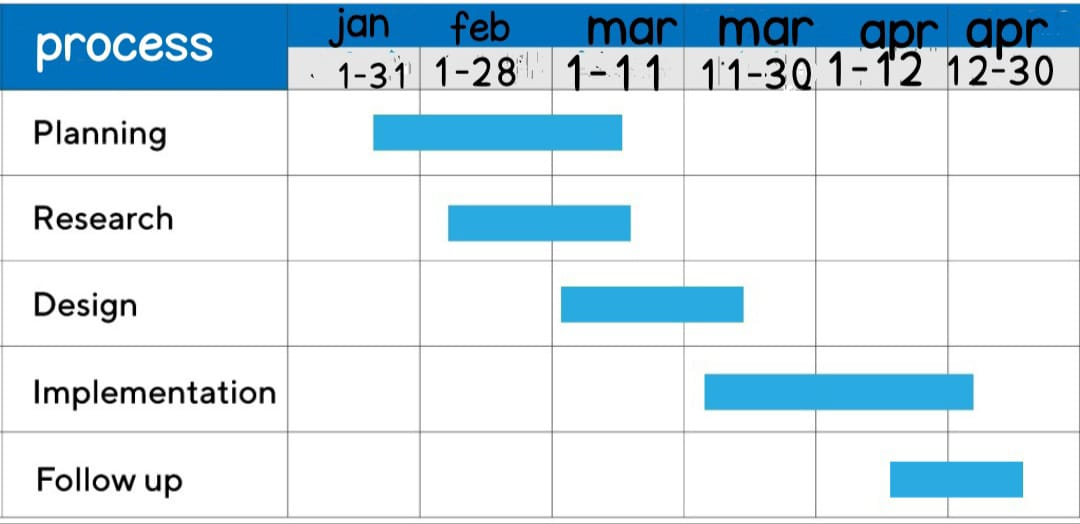 process jan feb mar mar apr apr
1-31 1-28 1-11 11-30 1-12 12-30
Planning
Research
Design
Implementation
Follow up